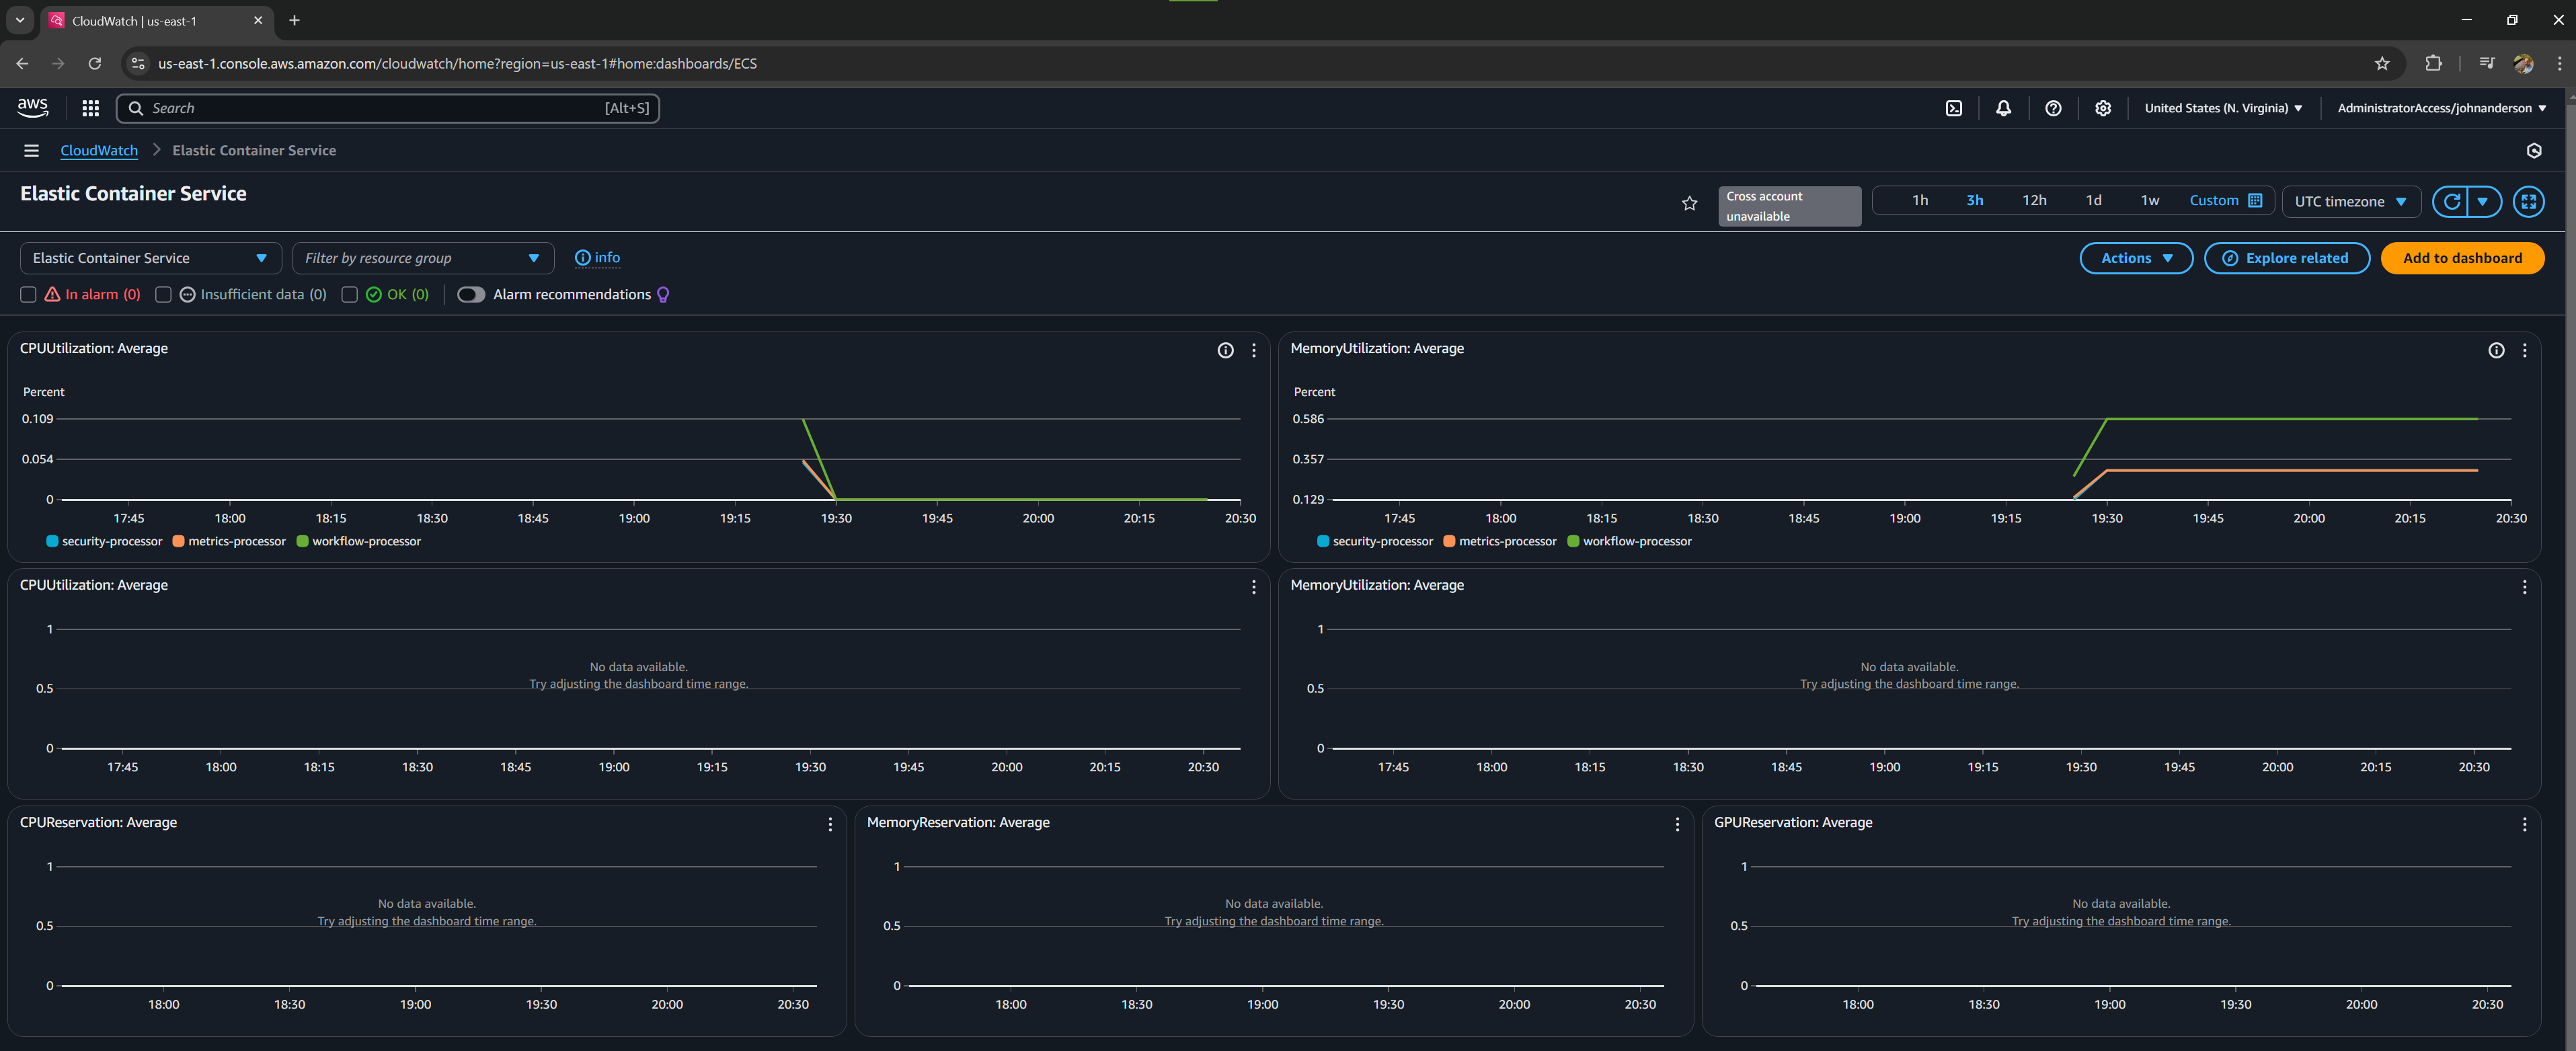 CloudWatch | us-east-1
us-east-1.console.aws.amazon.com/cloudwatch/home?region=us-east-1#home:dashboards/ECS
aws
Search [Alt+S]
United States (N. Virginia)
AdministratorAccess/johnanderson
CloudWatch > Elastic Container Service
Elastic Container Service
Cross account
unavailable
1h 3h 12h 1d 1w Custom
UTC timezone
Elastic Container Service
Filter by resource group
info
Actions
Explore related
Add to dashboard
In alarm (0) Insufficient data (0) OK (0) Alarm recommendations
CPUUtilization: Average
Percent
0.109
0.054
0
17:45 18:00 18:15 18:30 18:45 19:00 19:15 19:30 19:45 20:00 20:15 20:30
security-processor metrics-processor workflow-processor
MemoryUtilization: Average
Percent
0.586
0.357
0.129
17:45 18:00 18:15 18:30 18:45 19:00 19:15 19:30 19:45 20:00 20:15 20:30
security-processor metrics-processor workflow-processor
CPUUtilization: Average
1
No data available.
Try adjusting the dashboard time range.
0.5
0
17:45 18:00 18:15 18:30 18:45 19:00 19:15 19:30 19:45 20:00 20:15 20:30
MemoryUtilization: Average
1
No data available.
Try adjusting the dashboard time range.
0.5
0
17:45 18:00 18:15 18:30 18:45 19:00 19:15 19:30 19:45 20:00 20:15 20:30
CPUReservation: Average
1
No data available.
Try adjusting the dashboard time range.
0.5
0
18:00 18:30 19:00 19:30 20:00 20:30
MemoryReservation: Average
1
No data available.
Try adjusting the dashboard time range.
0.5
0
18:00 18:30 19:00 19:30 20:00 20:30
GPUReservation: Average
1
No data available.
Try adjusting the dashboard time range.
0.5
0
18:00 18:30 19:00 19:30 20:00 20:30